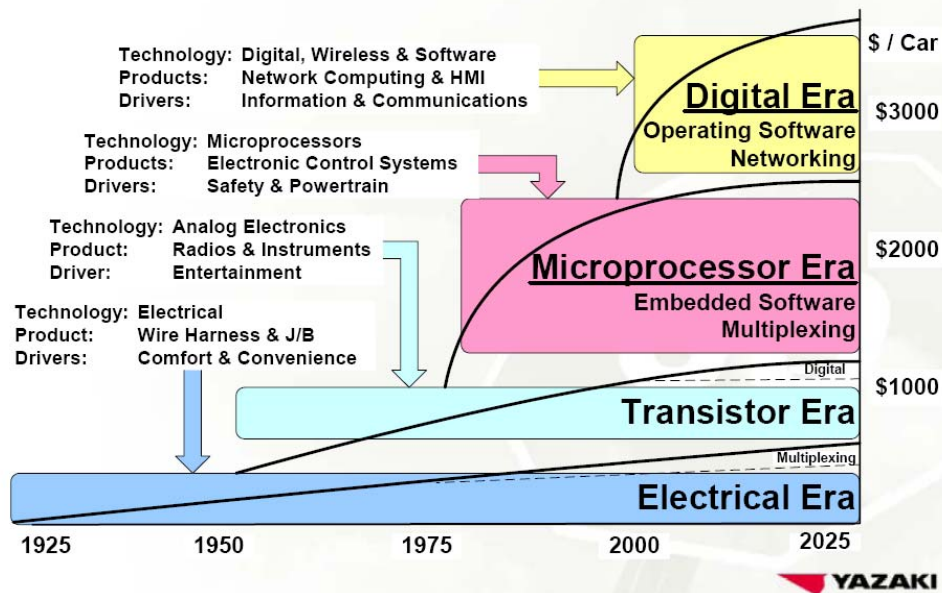 $ / Car
Technology: Digital, Wireless & Software
Products: Network Computing & HMI
Drivers: Information & Communications
Digital Era
Operating Software
Networking
$3000
Technology: Microprocessors
Products: Electronic Control Systems
Drivers: Safety & Powertrain
Technology: Analog Electronics
Product: Radios & Instruments
Driver: Entertainment
$2000
Microprocessor Era
Embedded Software
Multiplexing
Technology: Electrical
Product: Wire Harness & J/B
Drivers: Comfort & Convenience
Digital
$1000
Transistor Era
Multiplexing
Electrical Era
1925 1950 1975 2000 2025
YAZAKI